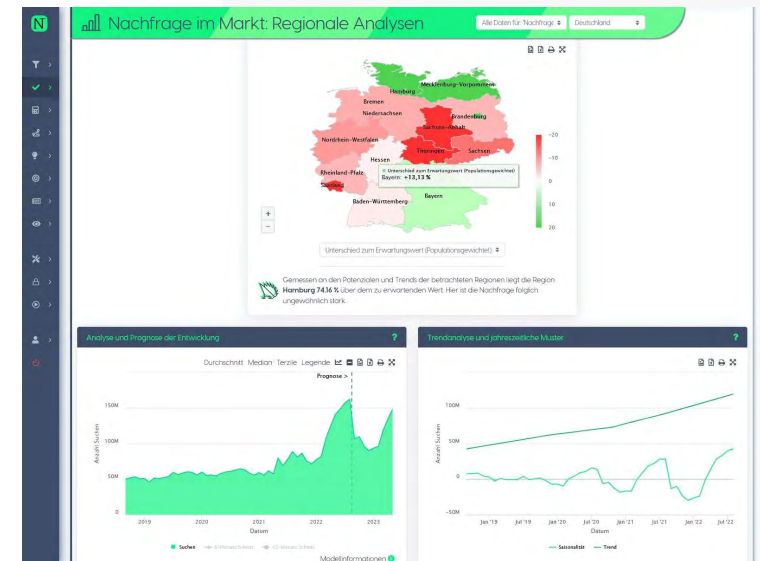 N
Nachfrage im Markt: Regionale Analysen
Alle Daten für: Nachfrage
Deutschland
Mecklenburg-Vorpommern
Hamburg
Bremen
Niedersachsen
Brandenburg
Sachsen-Anhalt
Nordrhein-Westfalen
Thüringen
Sachsen
Hessen
Rheinland-Pfalz
Unterschied zum Erwartungswert (Populationsgewichtet)
Bayern: +13,13 %
Saarland
Baden-Württemberg
Bayern
-20
-10
0
10
20
+
−
Unterschied zum Erwartungswert (Populationsgewichtet)
Gemessen an den Potenzialen und Trends der betrachteten Regionen liegt die Region
Hamburg 74.16 % über dem zu erwartenden Wert. Hier ist die Nachfrage folglich
ungewöhnlich stark.
Analyse und Prognose der Entwicklung ?
Durchschnitt Median Terzile Legende
Prognose >
150M
100M
50M
0
Anzahl Suchen
2019 2020 2021 2022 2023
Datum
Suchen
Modellinformationen
Trendanalyse und jahreszeitliche Muster ?
100M
50M
0
-50M
Anzahl Suchen
Jan '19 Jul '19 Jan '20 Jul '20 Jan '21 Jul '21 Jan '22 Jul '22
Datum
Saisonalität Trend